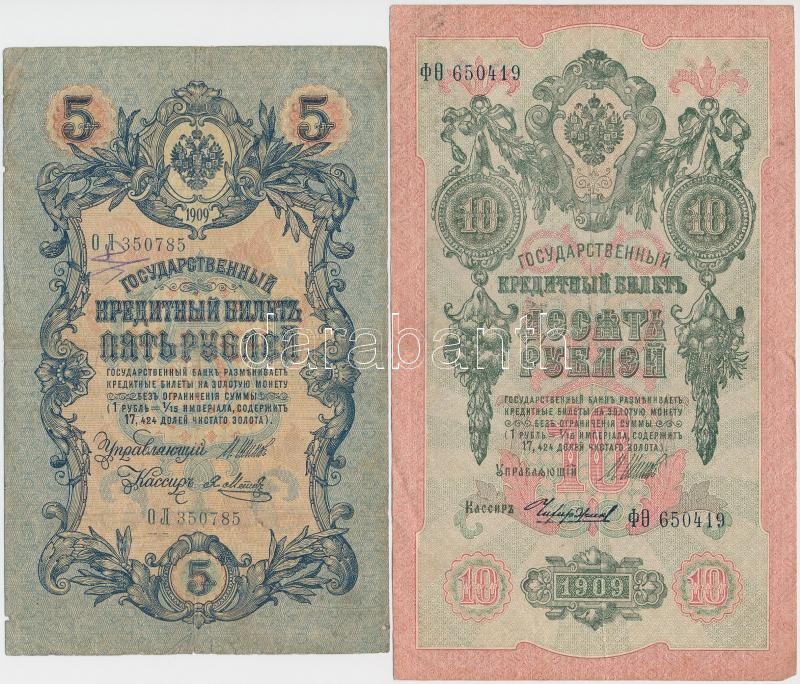 5 5
1909
ОЛ 350785
ГОСУДАРСТВЕННЫЙ
КРЕДИТНЫЙ БИЛЕТЪ
ПЯТЬ РУБЛЕЙ
ГОСУДАРСТВЕННЫЙ БАНКЪ РАЗМѢНИВАЕТЪ
КРЕДИТНЫЕ БИЛЕТЫ НА ЗОЛОТУЮ МОНЕТУ
БЕЗЪ ОГРАНИЧЕНІЯ СУММЫ
(1 РУБЛЬ = 1/15 ИМПЕРІАЛА, СОДЕРЖИТЪ
17,424 ДОЛЕЙ ЧИСТАГО ЗОЛОТА).
Управляющій
Кассиръ
ОЛ 350785
5
ФѲ 650419
10 10
ГОСУДАРСТВЕННЫЙ
КРЕДИТНЫЙ БИЛЕТЪ
ДЕСЯТЬ
РУБЛЕЙ
ГОСУДАРСТВЕННЫЙ БАНКЪ РАЗМѢНИВАЕТЪ
КРЕДИТНЫЕ БИЛЕТЫ НА ЗОЛОТУЮ МОНЕТУ
БЕЗЪ ОГРАНИЧЕНІЯ СУММЫ
(1 РУБЛЬ = 1/15 ИМПЕРІАЛА, СОДЕРЖИТЪ
17,424 ДОЛЕЙ ЧИСТАГО ЗОЛОТА).
10
Управляющій
Кассиръ
ФѲ 650419
10 1909 10
darabanth